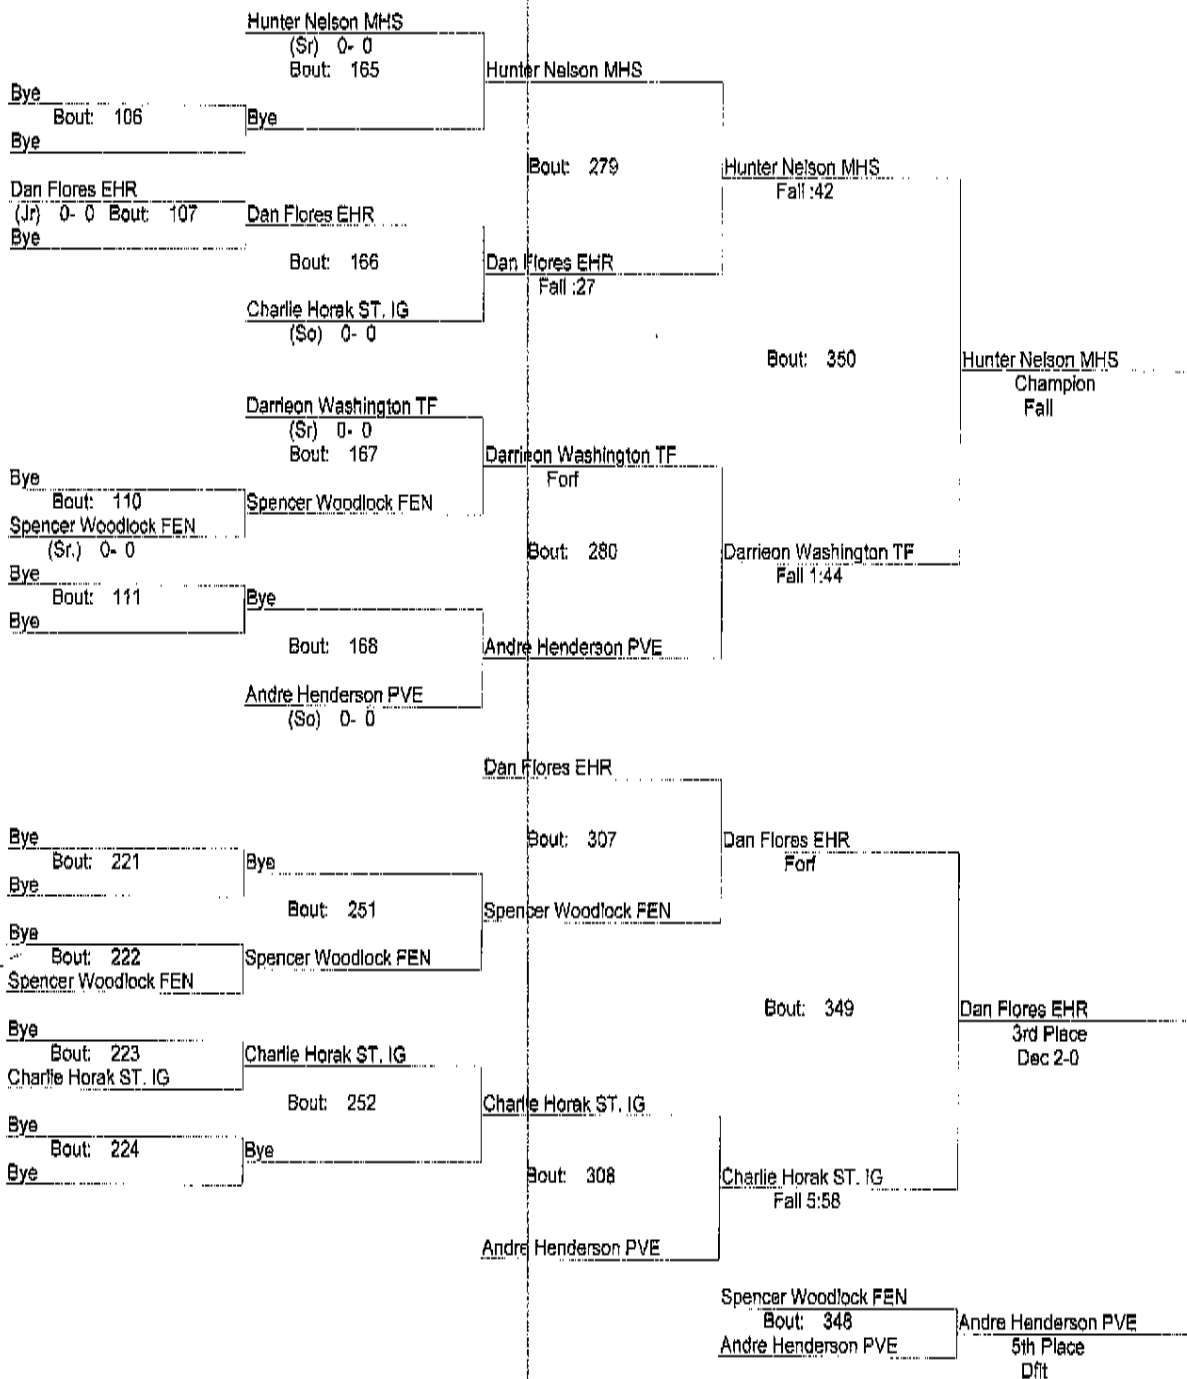 Hunter Nelson MHS
(Sr) 0- 0
Bout: 165
Hunter Nelson MHS
Bye
Bout: 106
Bye
Bye
Bout: 279
Hunter Nelson MHS
Fall :42
Dan Flores EHR
(Jr) 0- 0 Bout: 107
Dan Flores EHR
Bye
Bout: 166
Dan Flores EHR
Fall :27
Charlie Horak ST. IG
(So) 0- 0
Bout: 350
Hunter Nelson MHS
Champion
Fall
Darrieon Washington TF
(Sr) 0- 0
Bout: 167
Darrieon Washington TF
Forf
Bye
Bout: 110
Spencer Woodlock FEN
Spencer Woodlock FEN
(Sr.) 0- 0
Bout: 280
Darrieon Washington TF
Fall 1:44
Bye
Bout: 111
Bye
Bye
Bout: 168
Andre Henderson PVE
Andre Henderson PVE
(So) 0- 0
Dan Flores EHR
Bye
Bout: 221
Bye
Bye
Bout: 307
Dan Flores EHR
Forf
Bout: 251
Spencer Woodlock FEN
Bye
Bout: 222
Spencer Woodlock FEN
Spencer Woodlock FEN
Bout: 349
Dan Flores EHR
3rd Place
Dec 2-0
Bye
Bout: 223
Charlie Horak ST. IG
Charlie Horak ST. IG
Bout: 252
Charlie Horak ST. IG
Bye
Bout: 224
Bye
Bye
Bout: 308
Charlie Horak ST. IG
Fall 5:58
Andre Henderson PVE
Spencer Woodlock FEN
Bout: 348
Andre Henderson PVE
Andre Henderson PVE
5th Place
Dflt